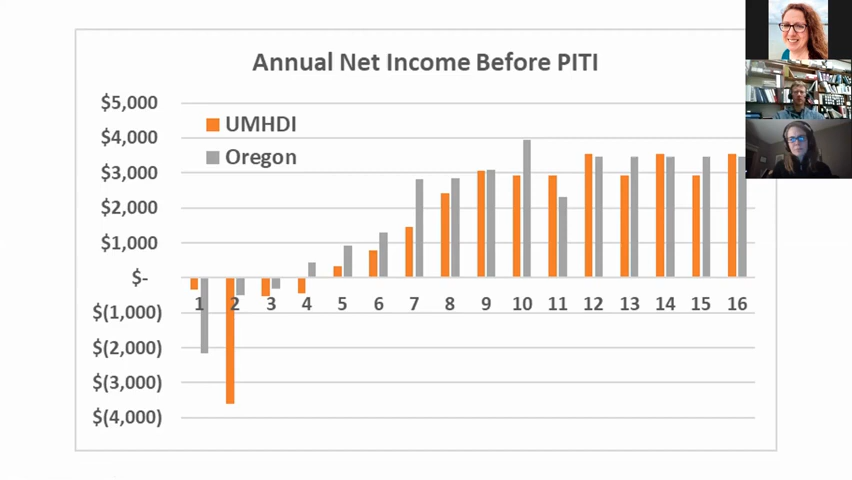 Annual Net Income Before PITI
$5,000
UMHDI
$4,000
Oregon
$3,000
$2,000
$1,000
$-
1 2 3 4 5 6 7 8 9 10 11 12 13 14 15 16
$(1,000)
$(2,000)
$(3,000)
$(4,000)